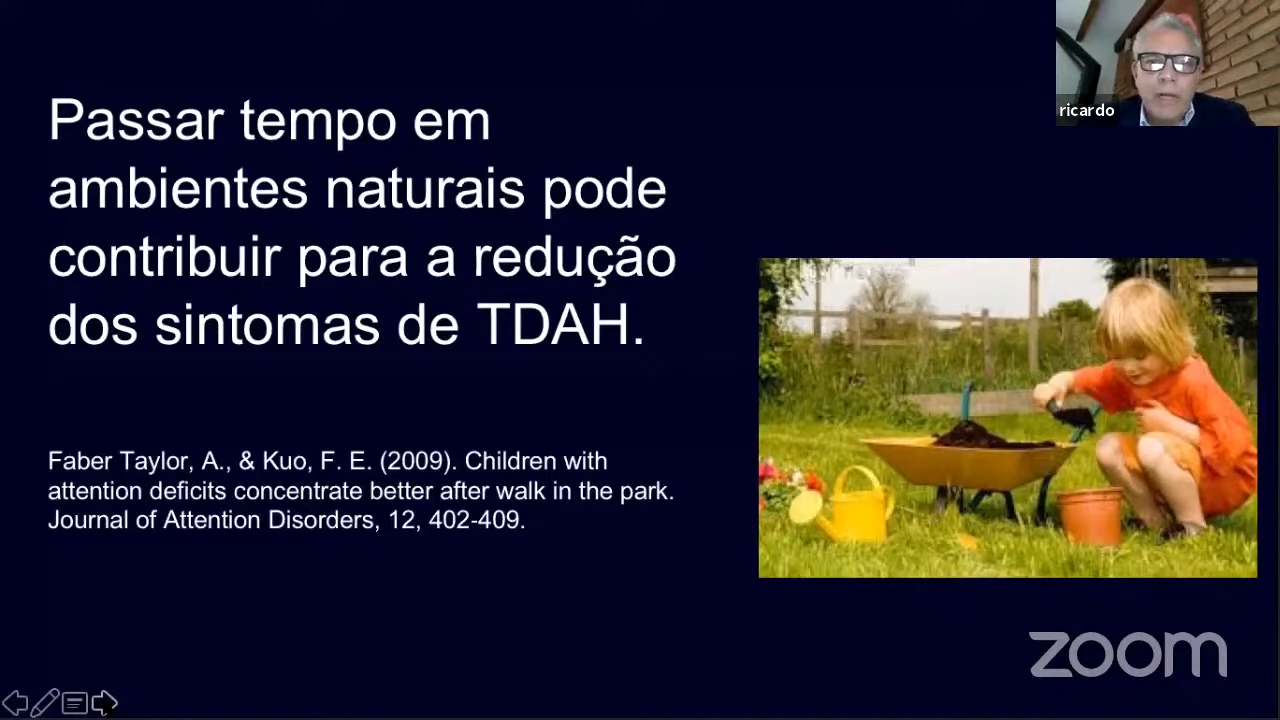 Passar tempo em
ambientes naturais pode
contribuir para a redução
dos sintomas de TDAH.
Faber Taylor, A., & Kuo, F. E. (2009). Children with
attention deficits concentrate better after walk in the park.
Journal of Attention Disorders, 12, 402-409.
ricardo
zoom